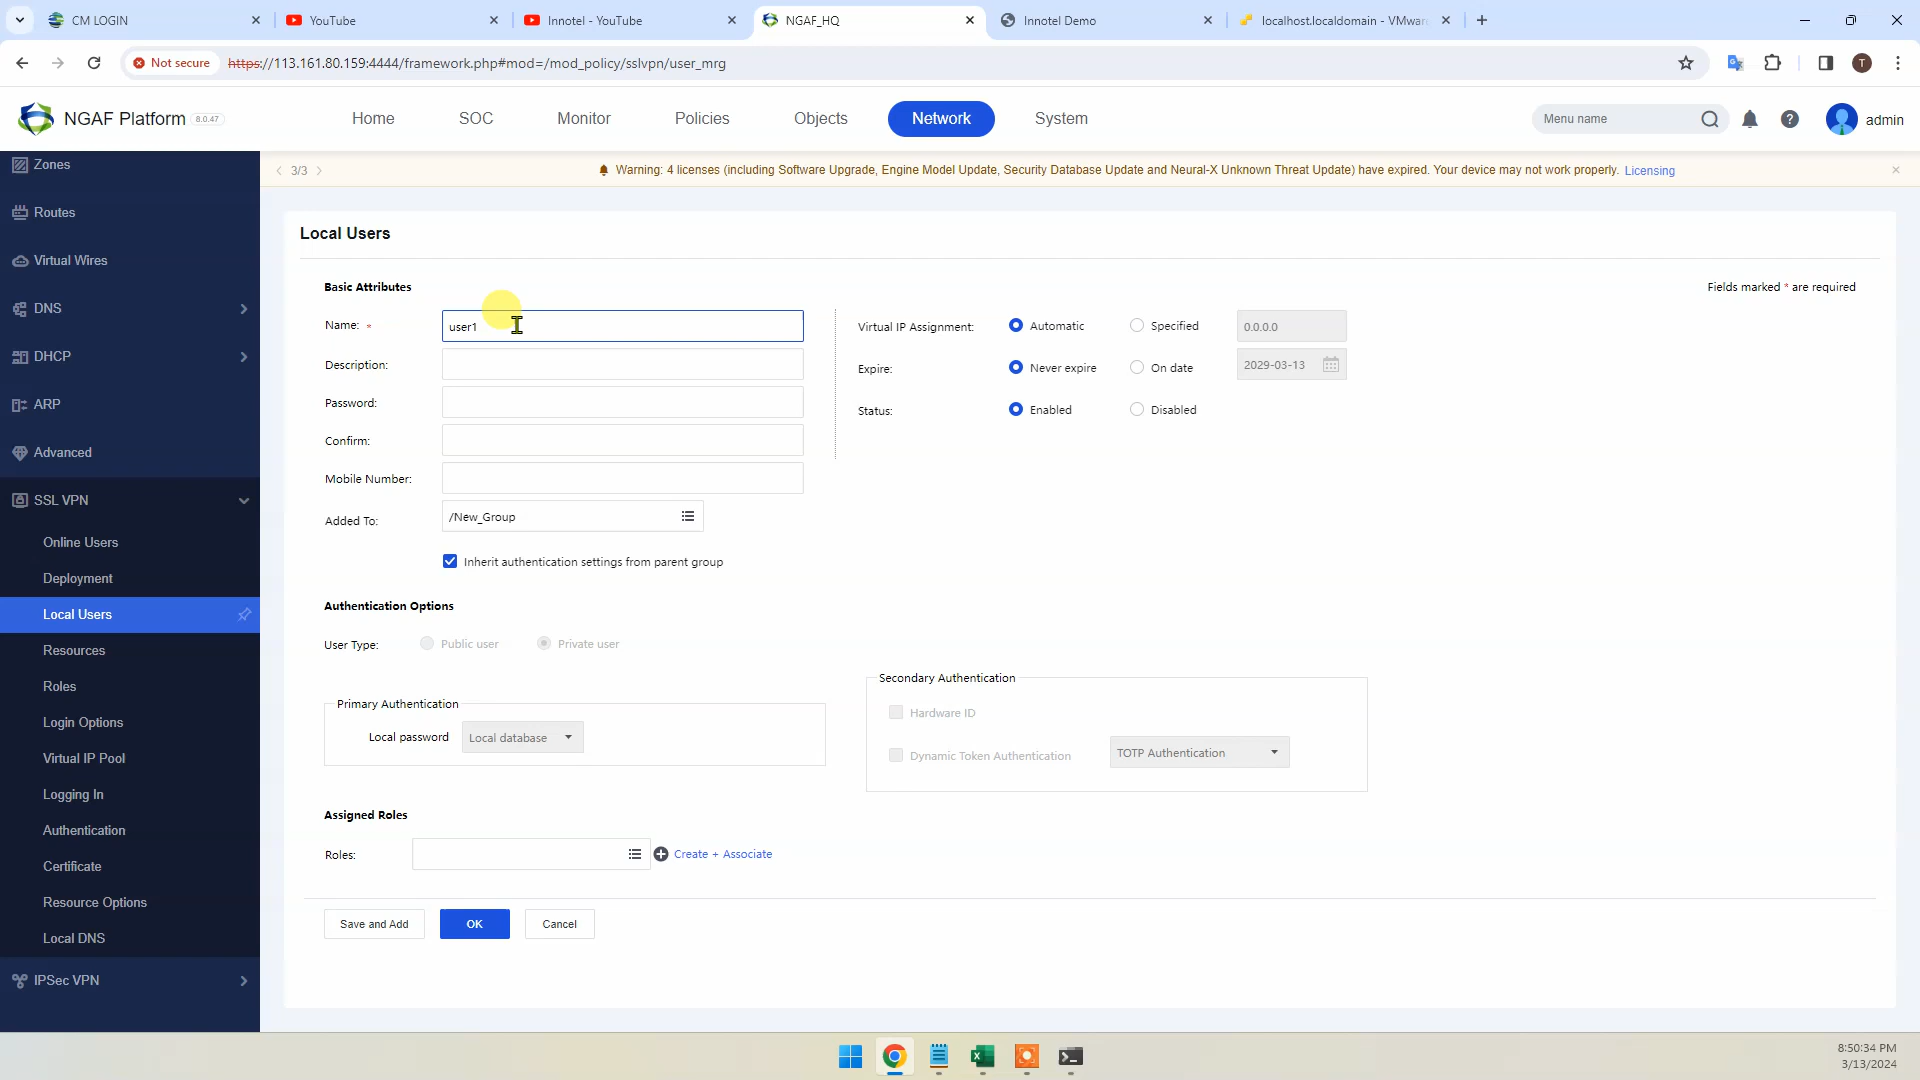 CM LOGIN
YouTube
Innotel - YouTube
NGAF_HQ
Innotel Demo
localhost.localdomain - VMwar
Not secure
https://113.161.80.159:4444/framework.php#mod=/mod_policy/sslvpn/user_mrg
T
NGAF Platform 8.0.47
Home
SOC
Monitor
Policies
Objects
Network
System
Menu name
admin
3/3
Warning: 4 licenses (including Software Upgrade, Engine Model Update, Security Database Update and Neural-X Unknown Threat Update) have expired. Your device may not work properly. Licensing
Zones
Routes
Virtual Wires
DNS
DHCP
ARP
Advanced
SSL VPN
Online Users
Deployment
Local Users
Resources
Roles
Login Options
Virtual IP Pool
Logging In
Authentication
Certificate
Resource Options
Local DNS
IPSec VPN
Local Users
Basic Attributes
Fields marked * are required
Name: *
user1
Description:
Password:
Confirm:
Mobile Number:
Added To:
/New_Group
Inherit authentication settings from parent group
Virtual IP Assignment:
Automatic
Specified
0.0.0.0
Expire:
Never expire
On date
2029-03-13
Status:
Enabled
Disabled
Authentication Options
User Type:
Public user
Private user
Primary Authentication
Local password
Local database
Secondary Authentication
Hardware ID
Dynamic Token Authentication
TOTP Authentication
Assigned Roles
Roles:
Create + Associate
Save and Add
OK
Cancel
8:50:34 PM
3/13/2024